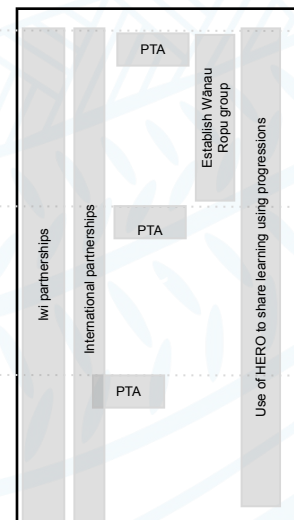 Iwi partnerships
International partnerships
PTA
PTA
PTA
Establish Wānau
Ropu group
Use of HERO to share learning using progressions